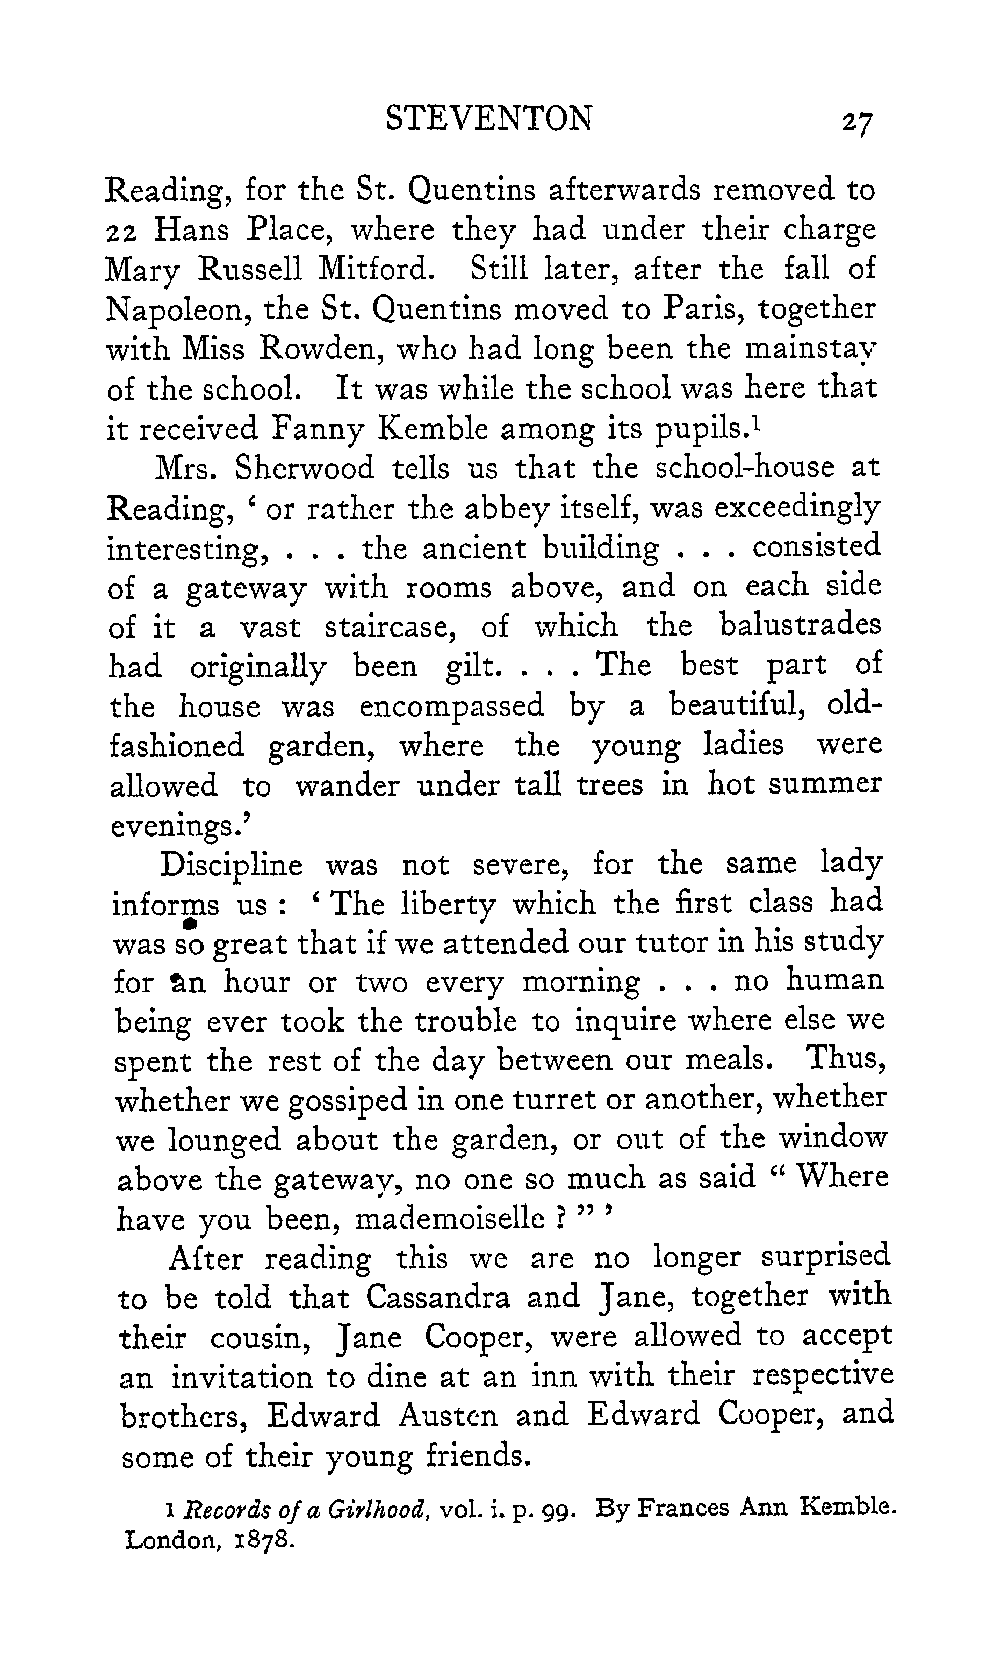 STEVENTON 27
Reading, for the St. Quentins afterwards removed to
22 Hans Place, where they had under their charge
Mary Russell Mitford. Still later, after the fall of
Napoleon, the St. Quentins moved to Paris, together
with Miss Rowden, who had long been the mainstay
of the school. It was while the school was here that
it received Fanny Kemble among its pupils.¹
Mrs. Sherwood tells us that the school-house at
Reading, ‘ or rather the abbey itself, was exceedingly
interesting, . . . the ancient building . . . consisted
of a gateway with rooms above, and on each side
of it a vast staircase, of which the balustrades
had originally been gilt. . . . The best part of
the house was encompassed by a beautiful, old-
fashioned garden, where the young ladies were
allowed to wander under tall trees in hot summer
evenings.’
Discipline was not severe, for the same lady
informs us : ‘ The liberty which the first class had
was so great that if we attended our tutor in his study
for an hour or two every morning . . . no human
being ever took the trouble to inquire where else we
spent the rest of the day between our meals. Thus,
whether we gossiped in one turret or another, whether
we lounged about the garden, or out of the window
above the gateway, no one so much as said “ Where
have you been, mademoiselle ? ” ’
After reading this we are no longer surprised
to be told that Cassandra and Jane, together with
their cousin, Jane Cooper, were allowed to accept
an invitation to dine at an inn with their respective
brothers, Edward Austen and Edward Cooper, and
some of their young friends.
1 Records of a Girlhood, vol. i. p. 99. By Frances Ann Kemble.
London, 1878.